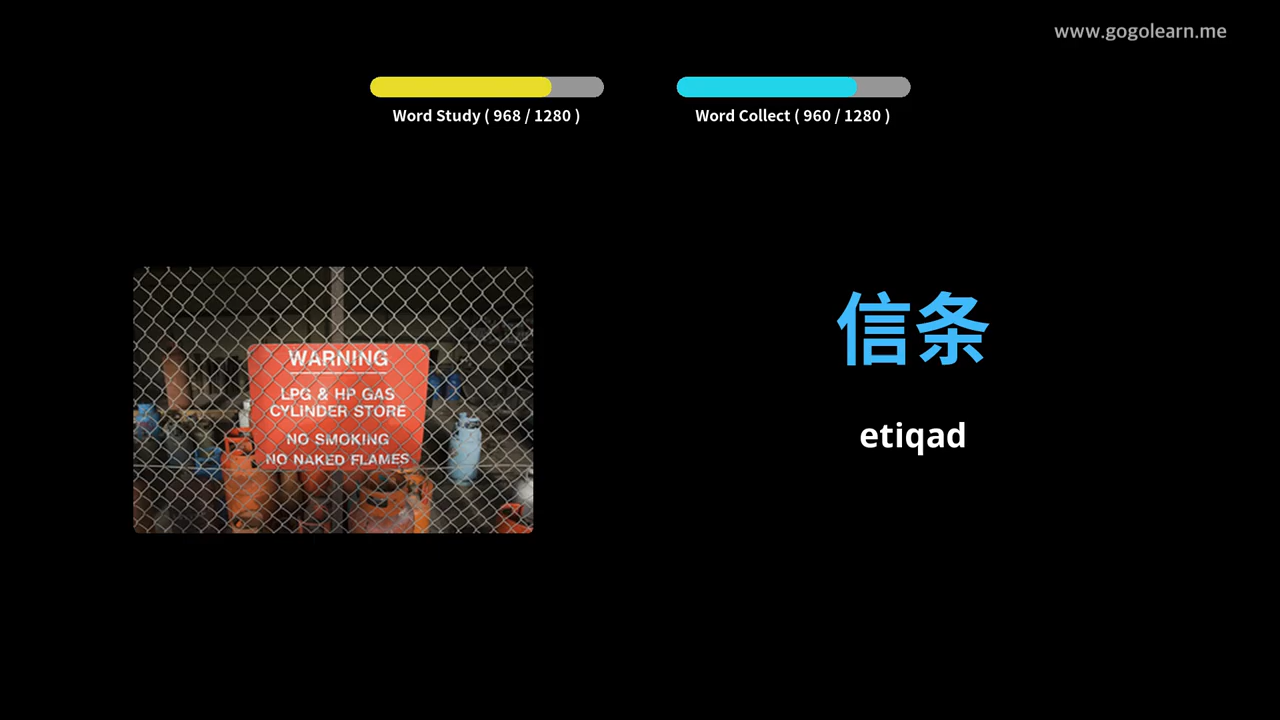 www.gogolearn.me
Word Study ( 968 / 1280 )
Word Collect ( 960 / 1280 )
WARNING
LPG & HP GAS
CYLINDER STORE
NO SMOKING
NO NAKED FLAMES
信条
etiqad